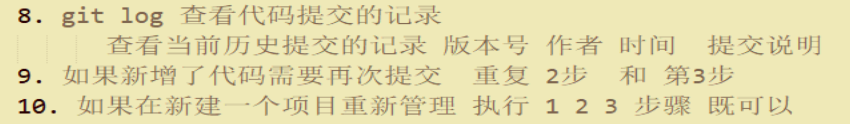 8. git log 查看代码提交的记录
查看当前历史提交的记录 版本号 作者 时间 提交说明
9. 如果新增了代码需要再次提交 重复 2步 和 第3步
10. 如果在新建一个项目重新管理 执行 1 2 3 步骤 既可以